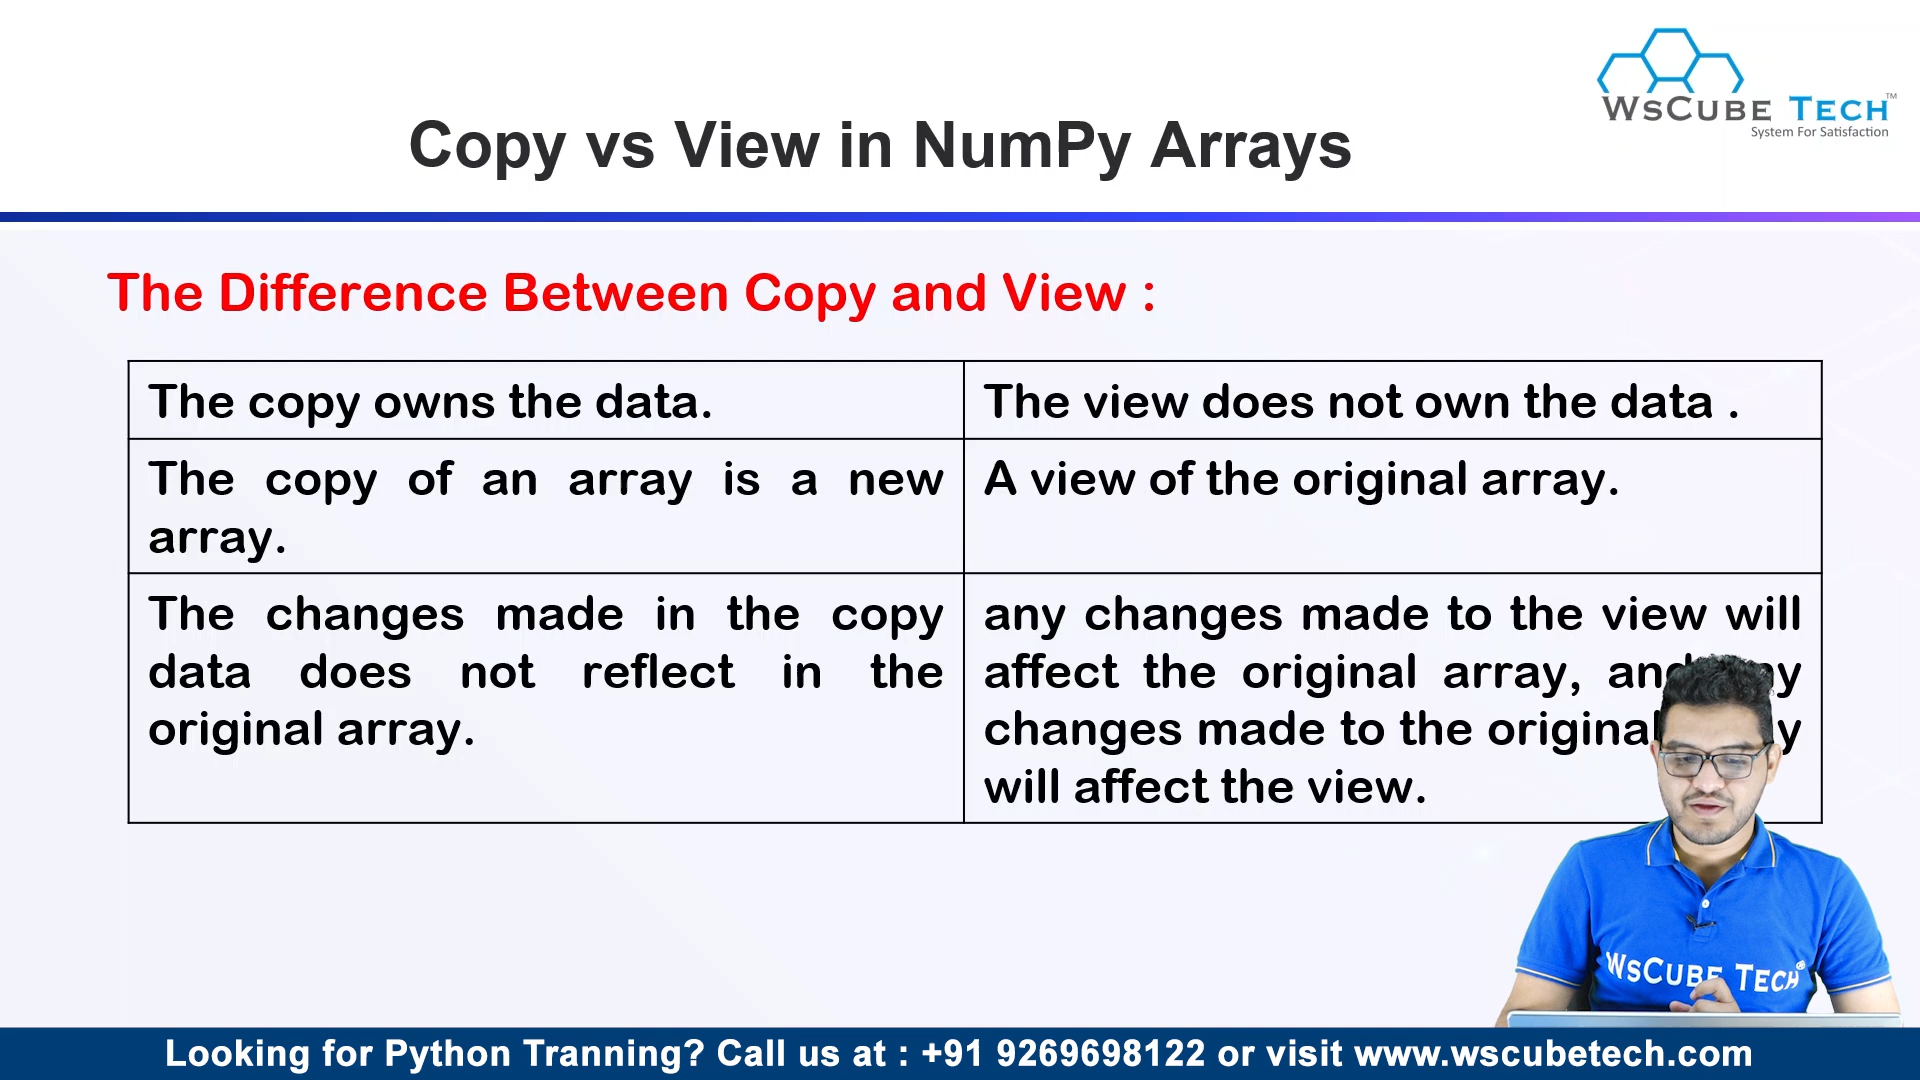 WsCube Tech™
System For Satisfaction
Copy vs View in NumPy Arrays
The Difference Between Copy and View :
The copy owns the data.
The view does not own the data .
The copy of an array is a new
array.
A view of the original array.
The changes made in the copy
data does not reflect in the
original array.
any changes made to the view will
affect the original array,
changes made to the original
will affect the view.
WsCube Tech®
Looking for Python Tranning? Call us at : +91 9269698122 or visit www.wscubetech.com